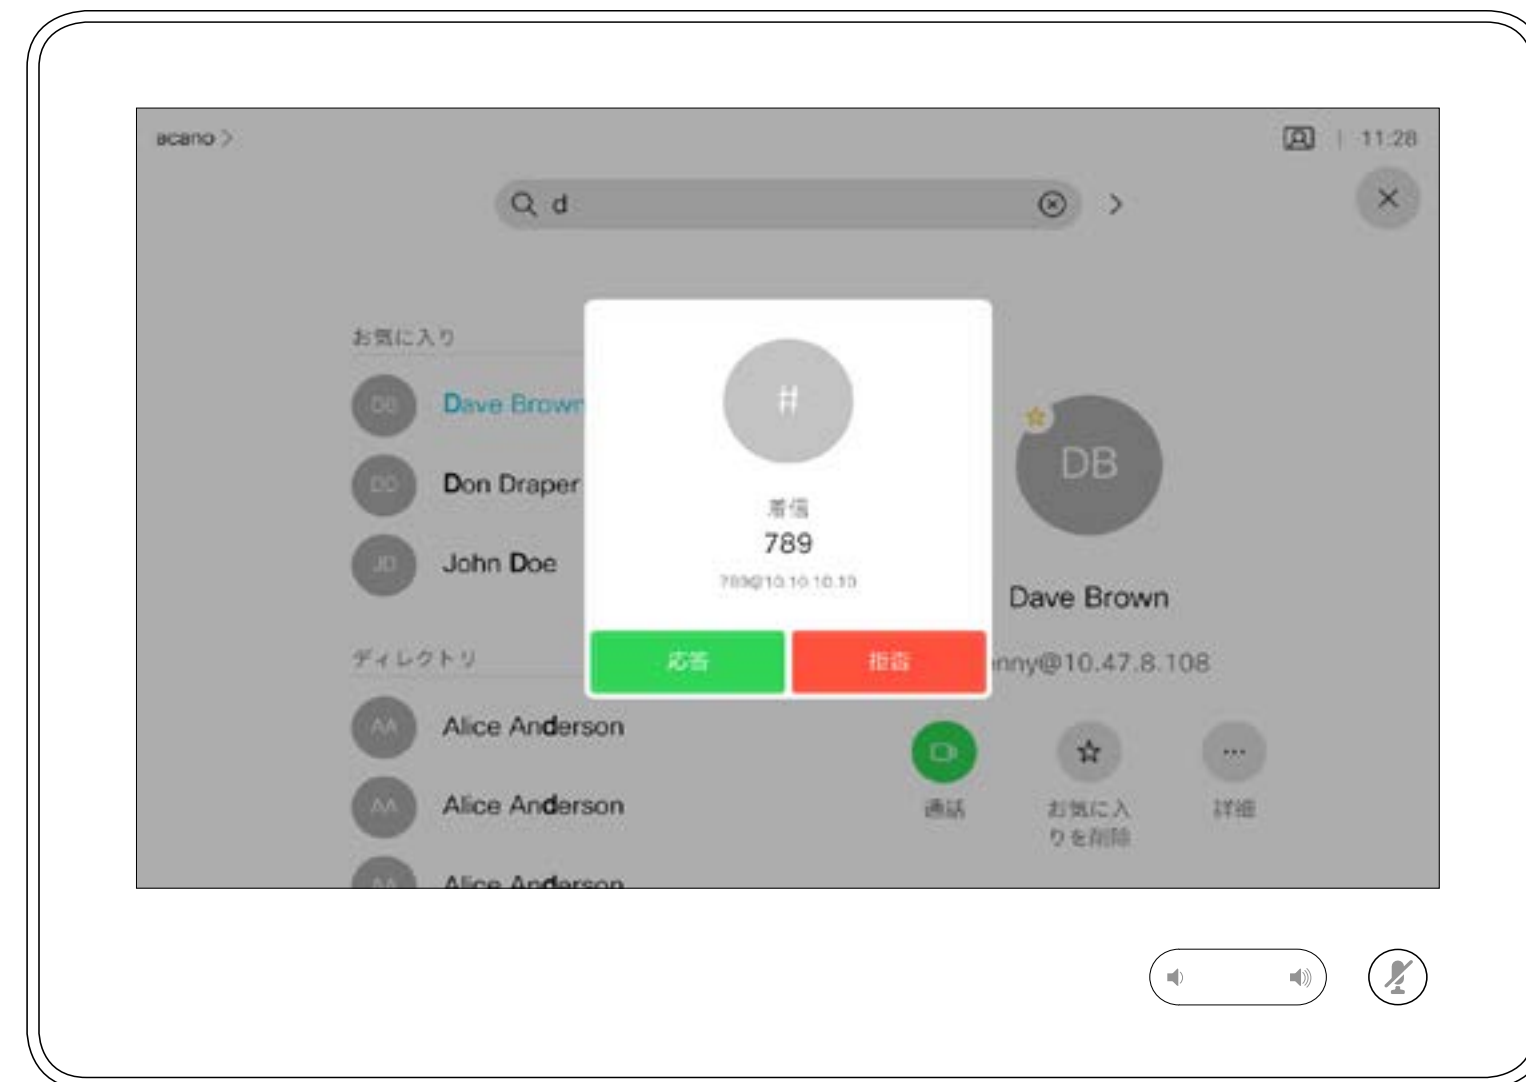 acano >
11:28
d
お気に入り
DB
Dave Brown
DD
Don Draper
JD
John Doe
ディレクトリ
AA
Alice Anderson
AA
Alice Anderson
AA
Alice Anderson
#
着信
789
789@10.10.10.10
応答
拒否
DB
Dave Brown
nny@10.47.8.108
通話
お気に入
りを削除
詳細